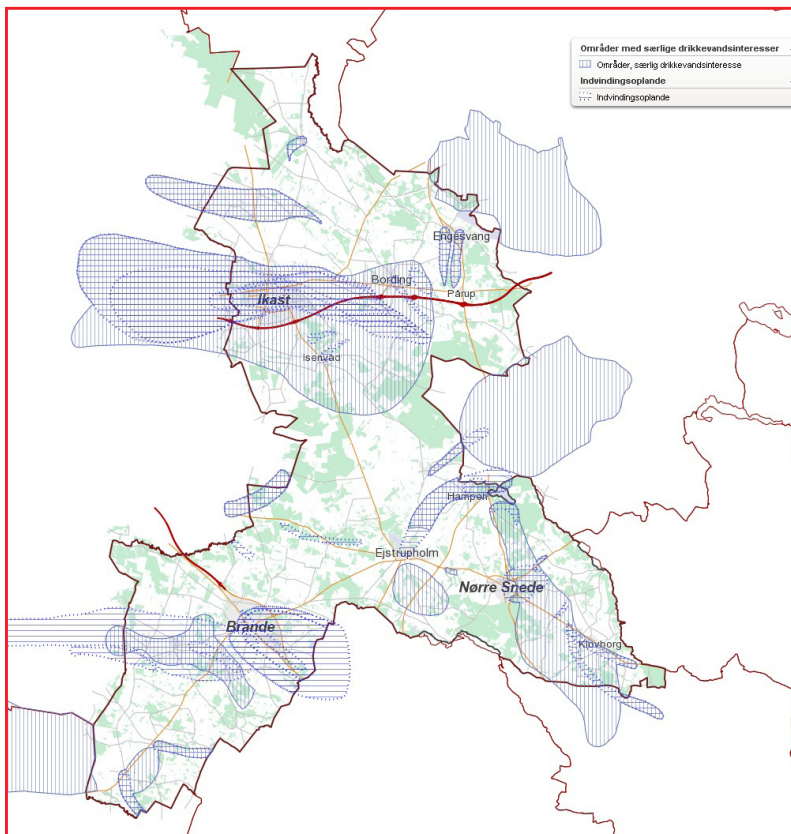 Områder med særlige drikkevandsinteresser
Områder, særlig drikkevandsinteresse
Indvindingsoplande
Indvindingsoplande
Engesvang
Bording
Pårup
Ikast
Isenvad
Hampen
Ejstrupholm
Nørre Snede
Brande
Klovborg